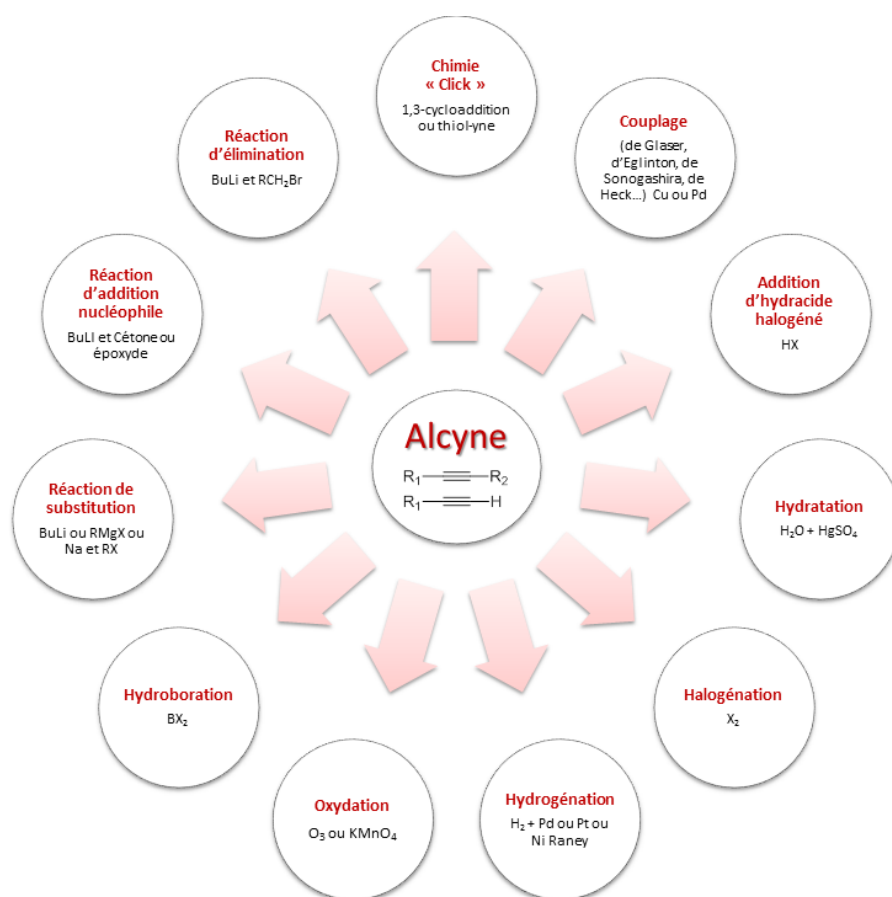 Chimie
« Click »
1,3-cycloaddition
ou thiol-yne
Couplage
(de Glaser,
d'Eglinton, de
Sonogashira, de
Heck...) Cu ou Pd
Addition
d'hydracide
halogéné
HX
Hydratation
H₂O + HgSO₄
Halogénation
X₂
Hydrogénation
H₂ + Pd ou Pt ou
Ni Raney
Oxydation
O₃ ou KMnO₄
Hydroboration
BX₂
Réaction de
substitution
BuLi ou RMgX ou
Na et RX
Réaction
d'addition
nucléophile
BuLI et Cétone ou
époxyde
Réaction
d'élimination
BuLi et RCH₂Br
Alcyne
R₁ R₂
R₁ H